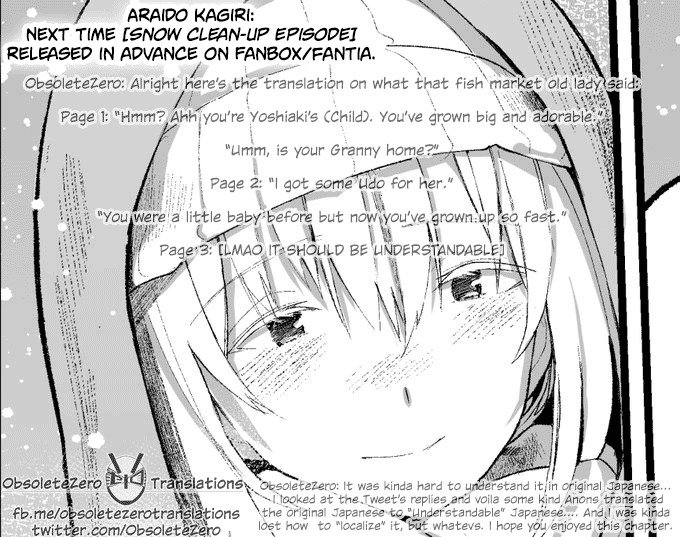 ARAIDO KAGIRI:
NEXT TIME [SNOW CLEAN-UP EPISODE]
RELEASED IN ADVANCE ON FANBOX/FANTIA.
ObsoleteZero: Alright here's the translation on what that fish market old lady said:
Page 1: "Hmm? Ahh you're Yoshiaki's (Child). You've grown big and adorable."
"Umm, is your Granny home?"
Page 2: "I got some Udo for her."
"You were a little baby before but now you've grown up so fast."
Page 3: [LMAO IT SHOULD BE UNDERSTANDABLE]
ObsoleteZero Translations
fb.me/obsoletezerotranslations
twitter.com/ObsoleteZero
ObsoleteZero: It was kinda hard to understand it in original Japanese...
I looked at the Tweet's replies and voila some kind Anons translated
the original Japanese to "Understandable" Japanese... And I was kinda
lost how to "localize" it, but whatevs. I hope you enjoyed this chapter.